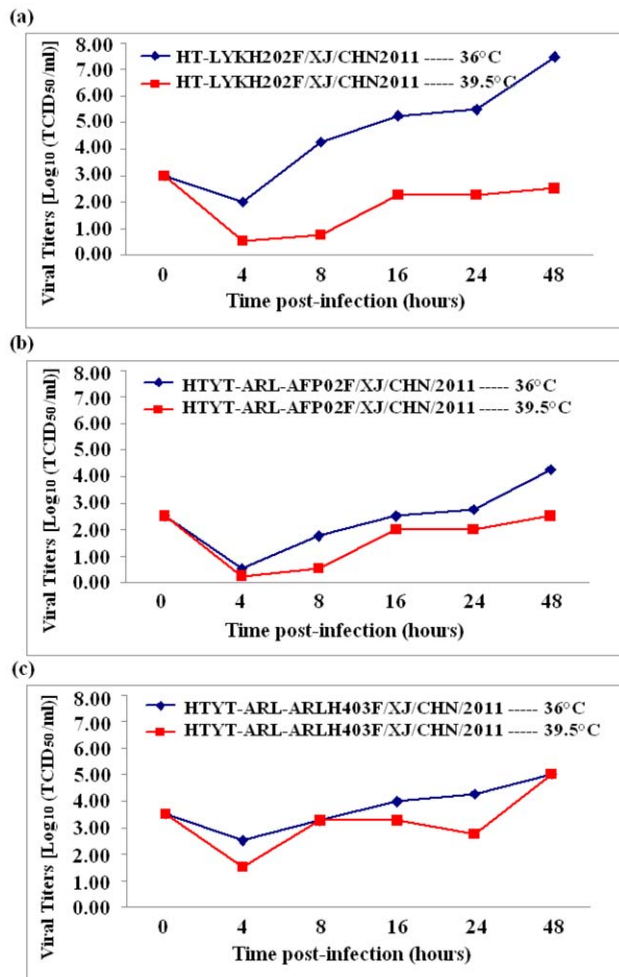 (a)
8.00
7.00
6.00
5.00
4.00
3.00
2.00
1.00
0.00
Viral Titers [Log10 (TCID50/ml)]
HT-LYKH202F/XJ/CHN2011 ----- 36°C
HT-LYKH202F/XJ/CHN2011 ----- 39.5°C
0 4 8 16 24 48
Time post-infection (hours)
(b)
8.00
7.00
6.00
5.00
4.00
3.00
2.00
1.00
0.00
Viral Titers [Log10 (TCID50/ml)]
HTYT-ARL-AFP02F/XJ/CHN/2011 ----- 36°C
HTYT-ARL-AFP02F/XJ/CHN/2011 ----- 39.5°C
0 4 8 16 24 48
Time post-infection (hours)
(c)
8.00
7.00
6.00
5.00
4.00
3.00
2.00
1.00
0.00
Viral Titers [Log10 (TCID50/ml)]
HTYT-ARL-ARLH403F/XJ/CHN/2011 ----- 36°C
HTYT-ARL-ARLH403F/XJ/CHN/2011 ----- 39.5°C
0 4 8 16 24 48
Time post-infection (hours)